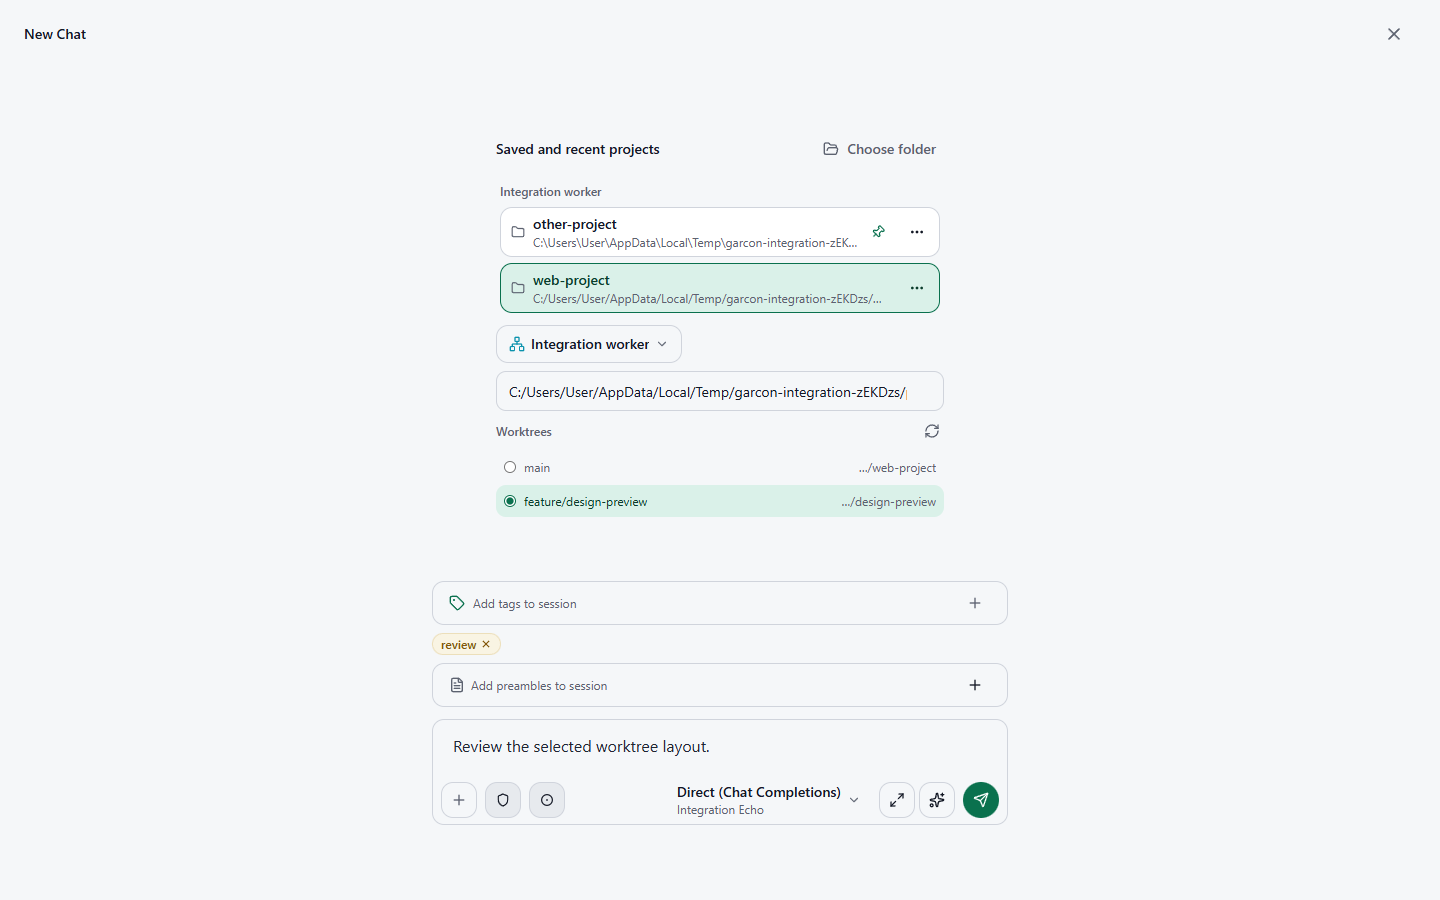 New Chat
Saved and recent projects
Choose folder
Integration worker
other-project
C:\Users\User\AppData\Local\Temp\garcon-integration-zEK...
web-project
C:/Users/User/AppData/Local/Temp/garcon-integration-zEKDzs/...
Integration worker
C:/Users/User/AppData/Local/Temp/garcon-integration-zEKDzs/
Worktrees
main
.../web-project
feature/design-preview
.../design-preview
Add tags to session
review
Add preambles to session
Review the selected worktree layout.
Direct (Chat Completions)
Integration Echo